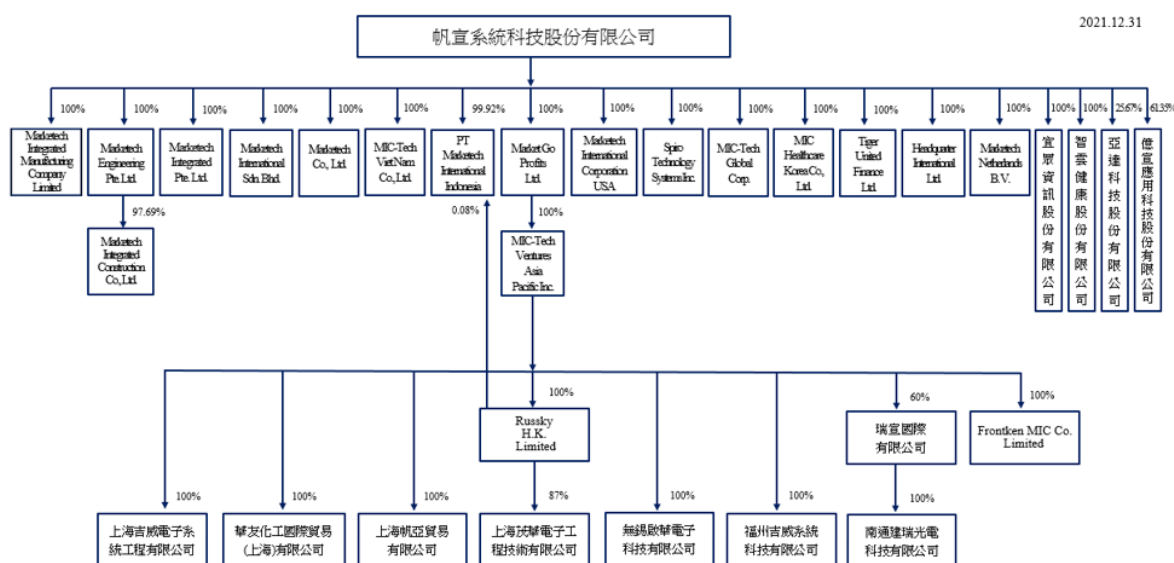 2021.12.31
帆宣系統科技股份有限公司
100%
100%
100%
100%
100%
100%
99.92%
100%
100%
100%
100%
100%
100%
100%
100%
100%
100%
25.67%
61.35%
Marketech
Integrated
Manufacturing
Company
Limited
Marketech
Engineering
Pte. Ltd.
Marketech
Integrated
Pte. Ltd.
Marketech
International
Sdn. Bhd.
Marketech
Co., Ltd.
MIC-Tech
Viet Nam
Co., Ltd.
PT
Marketech
International
Indonesia
Market Go
Profits
Ltd.
Marketech
International
Corporation
USA
Spiro
Technology
Systems Inc.
MIC-Tech
Global
Corp.
MIC
Healthcare
Korea Co.,
Ltd.
Tiger
United
Finance
Ltd.
Headquarter
International
Ltd.
Marketech
Netherlands
B.V.
宜眾資訊股份有限公司
智雲健康股份有限公司
亞達科技股份有限公司
億宣應用科技股份有限公司
97.69%
0.08%
100%
Marketech
Integrated
Construction
Co., Ltd.
MIC-Tech
Ventures
Asia
Pacific Inc.
100%
60%
100%
Russky
H.K.
Limited
瑞宣國際
有限公司
Frontken MIC Co.
Limited
100%
100%
100%
87%
100%
100%
100%
上海吉威電子系
統工程有限公司
華友化工國際貿易
(上海)有限公司
上海帆亞貿易
有限公司
上海茂華電子工
程技術有限公司
無錫啟華電子
科技有限公司
福州吉威系統
科技有限公司
南通建瑞光電
科技有限公司